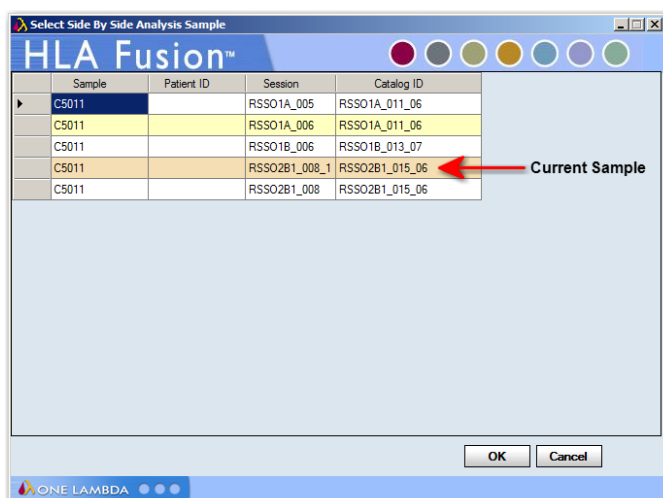 Select Side By Side Analysis Sample
HLA Fusion™
Sample Patient ID Session Catalog ID
C5011 RSSO1A_005 RSSO1A_011_06
C5011 RSSO1A_006 RSSO1A_011_06
C5011 RSSO1B_006 RSSO1B_013_07
C5011 RSSO2B1_008_1 RSSO2B1_015_06 Current Sample
C5011 RSSO2B1_008 RSSO2B1_015_06
OK Cancel
ONE LAMBDA